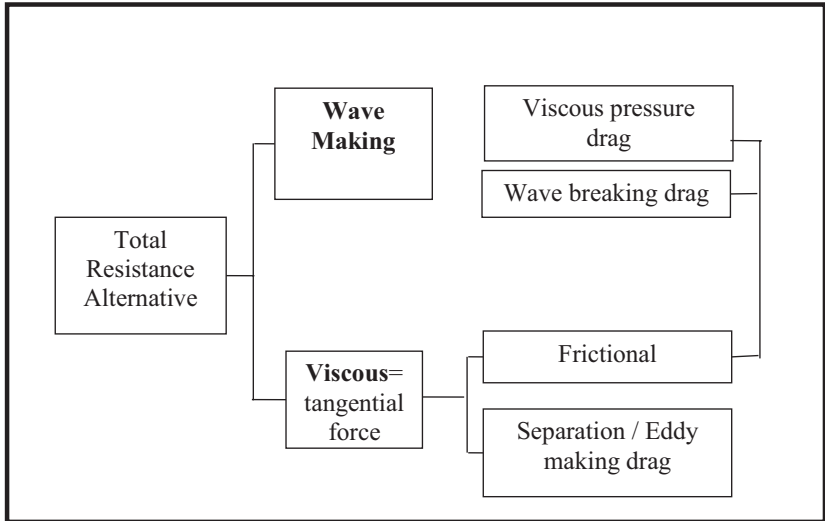 Wave
Making
Viscous pressure
drag
Wave breaking drag
Total
Resistance
Alternative
Viscous=
tangential
force
Frictional
Separation / Eddy
making drag